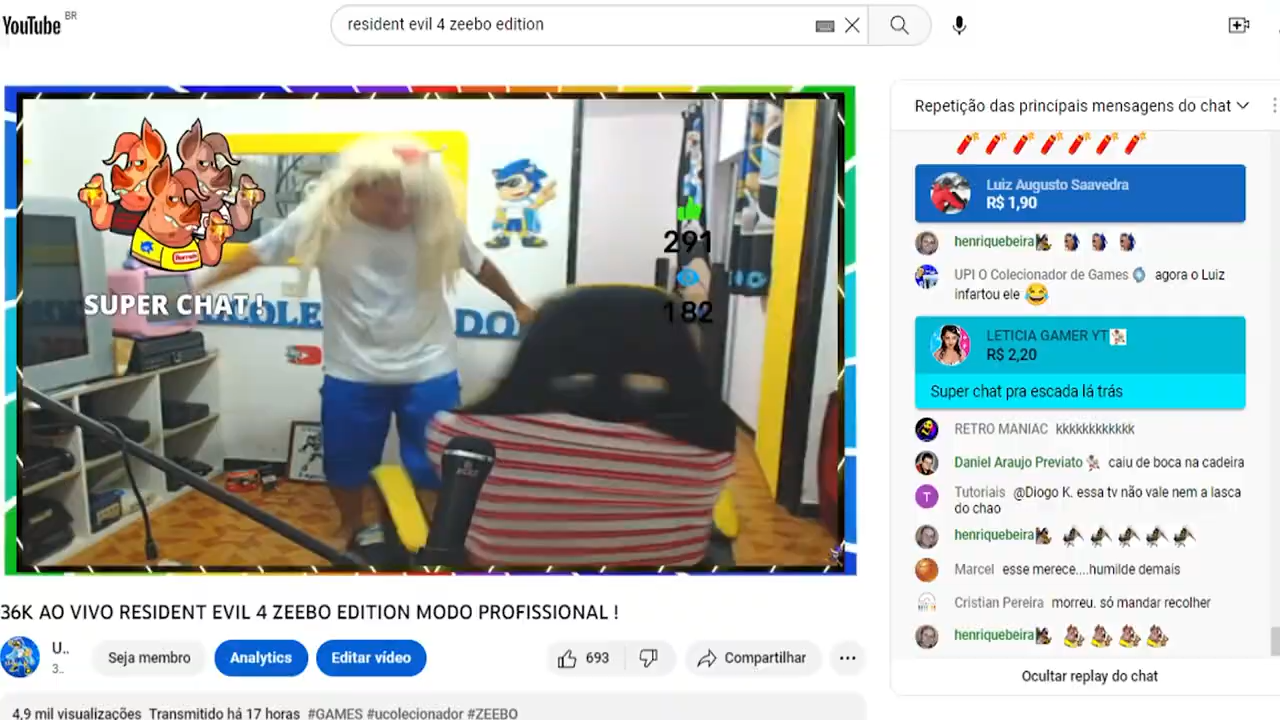 YouTube BR
resident evil 4 zeebo edition
Repetição das principais mensagens do chat
SUPER CHAT !
291
182
Luiz Augusto Saavedra
R$ 1,90
henriquebeira
UPI O Colecionador de Games agora o Luiz
infartou ele
LETICIA GAMER YT
R$ 2,20
Super chat pra escada lá trás
RETRO MANIAC kkkkkkkkkkkk
Daniel Araujo Previato caiu de boca na cadeira
T
Tutoriais @Diogo K. essa tv não vale nem a lasca
do chao
henriquebeira
Marcel esse merece....humilde demais
Cristian Pereira morreu. só mandar recolher
henriquebeira
Ocultar replay do chat
36K AO VIVO RESIDENT EVIL 4 ZEEBO EDITION MODO PROFISSIONAL !
U..
3..
Seja membro
Analytics
Editar vídeo
693
Compartilhar
4,9 mil visualizações Transmitido há 17 horas #GAMES #ucolecionador #ZEEBO